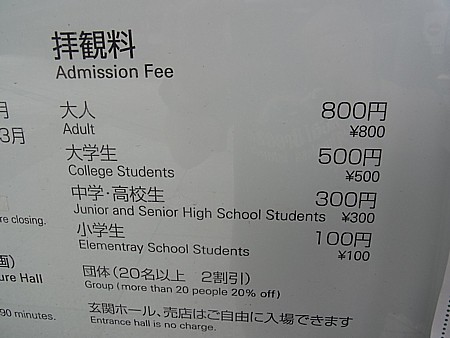 拝観料
Admission Fee
大人 800円
Adult ¥800
大学生 500円
College Students ¥500
中学・高校生 300円
Junior and Senior High School Students ¥300
小学生 100円
Elementray School Students ¥100
団体（20名以上 2割引）
Group (more than 20 people 20% off)
玄関ホール、売店はご自由に入場できます
Entrance hall is no charge.
月
3月
re closing.
画）
ure Hall
90 minutes.